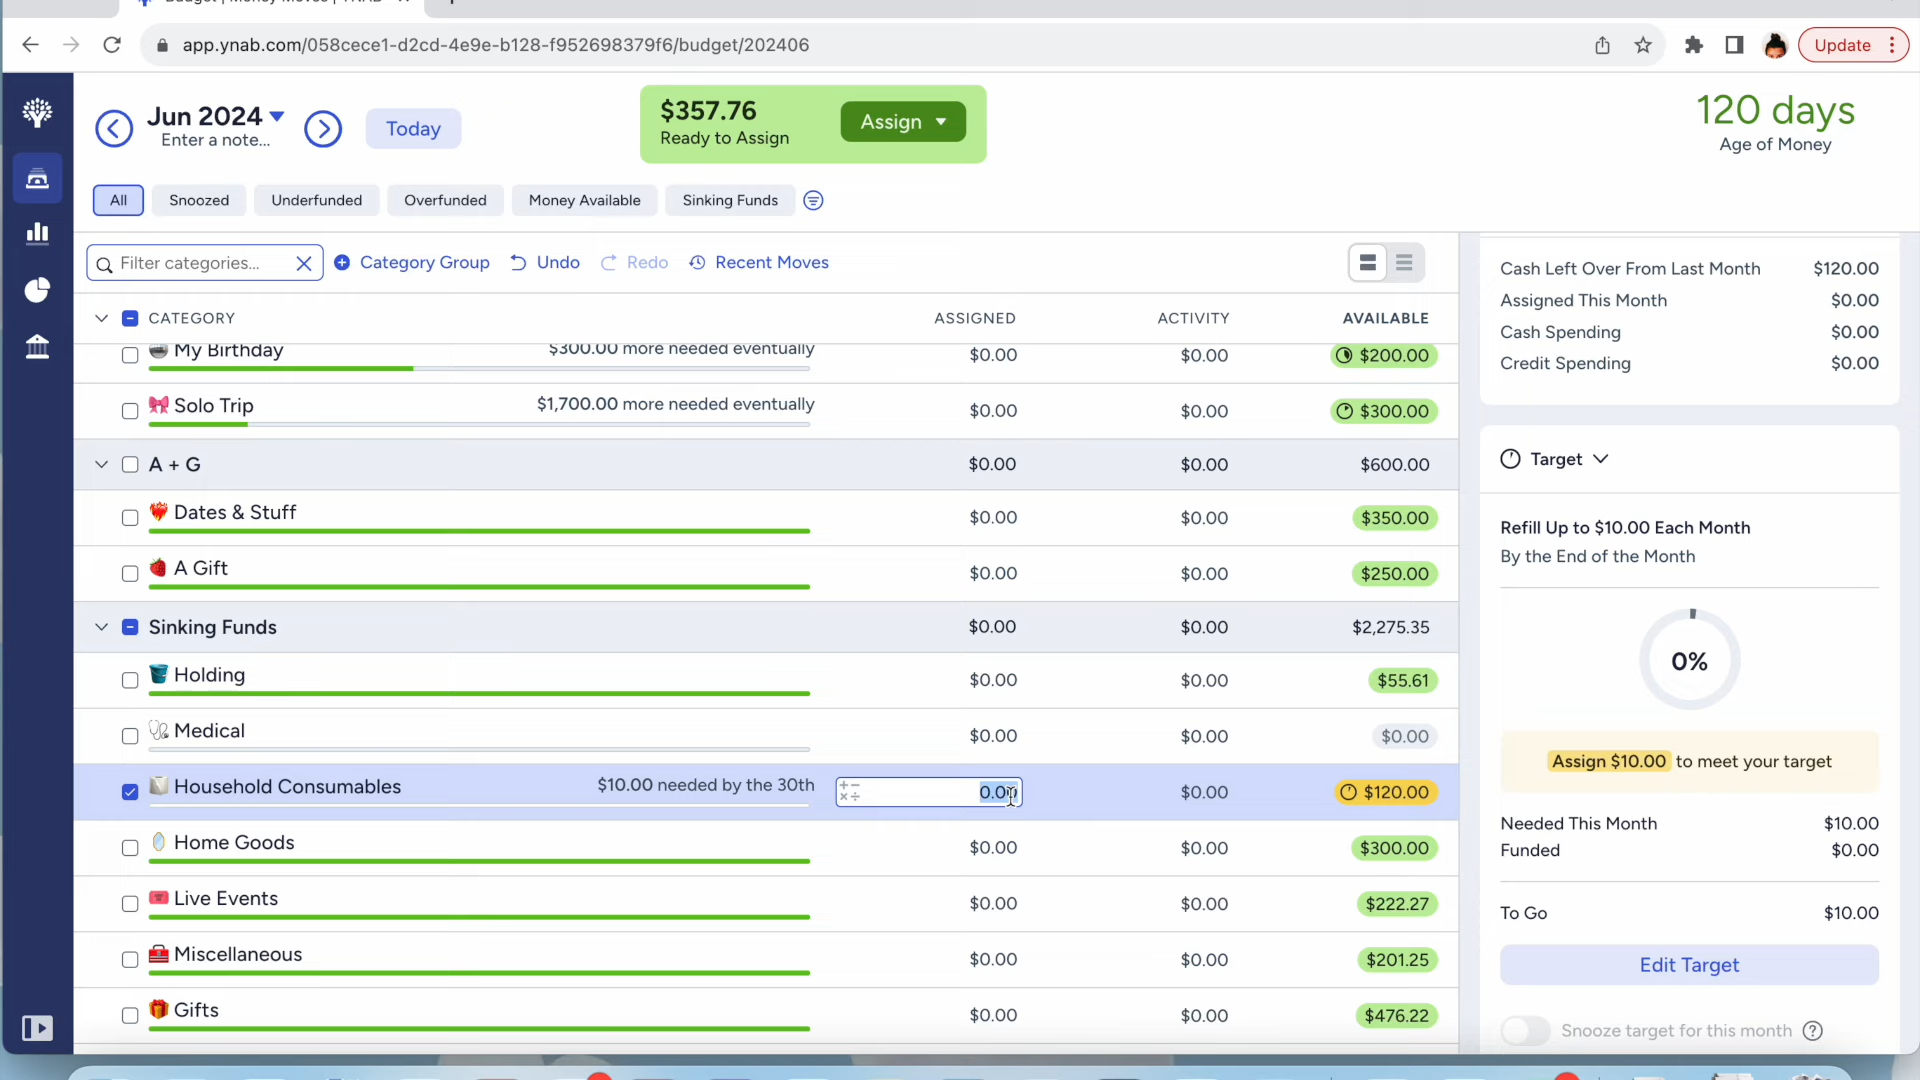 app.ynab.com/058cece1-d2cd-4e9e-b128-f952698379f6/budget/202406
Update
Jun 2024
Enter a note...
Today
$357.76
Ready to Assign
Assign
120 days
Age of Money
All
Snoozed
Underfunded
Overfunded
Money Available
Sinking Funds
Filter categories...
Category Group
Undo
Redo
Recent Moves
CATEGORY
ASSIGNED
ACTIVITY
AVAILABLE
My Birthday
$300.00 more needed eventually
$0.00
$0.00
$200.00
Solo Trip
$1,700.00 more needed eventually
$0.00
$0.00
$300.00
A + G
$0.00
$0.00
$600.00
Dates & Stuff
$0.00
$0.00
$350.00
A Gift
$0.00
$0.00
$250.00
Sinking Funds
$0.00
$0.00
$2,275.35
Holding
$0.00
$0.00
$55.61
Medical
$0.00
$0.00
$0.00
Household Consumables
$10.00 needed by the 30th
0.00
$0.00
$120.00
Home Goods
$0.00
$0.00
$300.00
Live Events
$0.00
$0.00
$222.27
Miscellaneous
$0.00
$0.00
$201.25
Gifts
$0.00
$0.00
$476.22
Cash Left Over From Last Month
$120.00
Assigned This Month
$0.00
Cash Spending
$0.00
Credit Spending
$0.00
Target
Refill Up to $10.00 Each Month
By the End of the Month
0%
Assign $10.00 to meet your target
Needed This Month
$10.00
Funded
$0.00
To Go
$10.00
Edit Target
Snooze target for this month